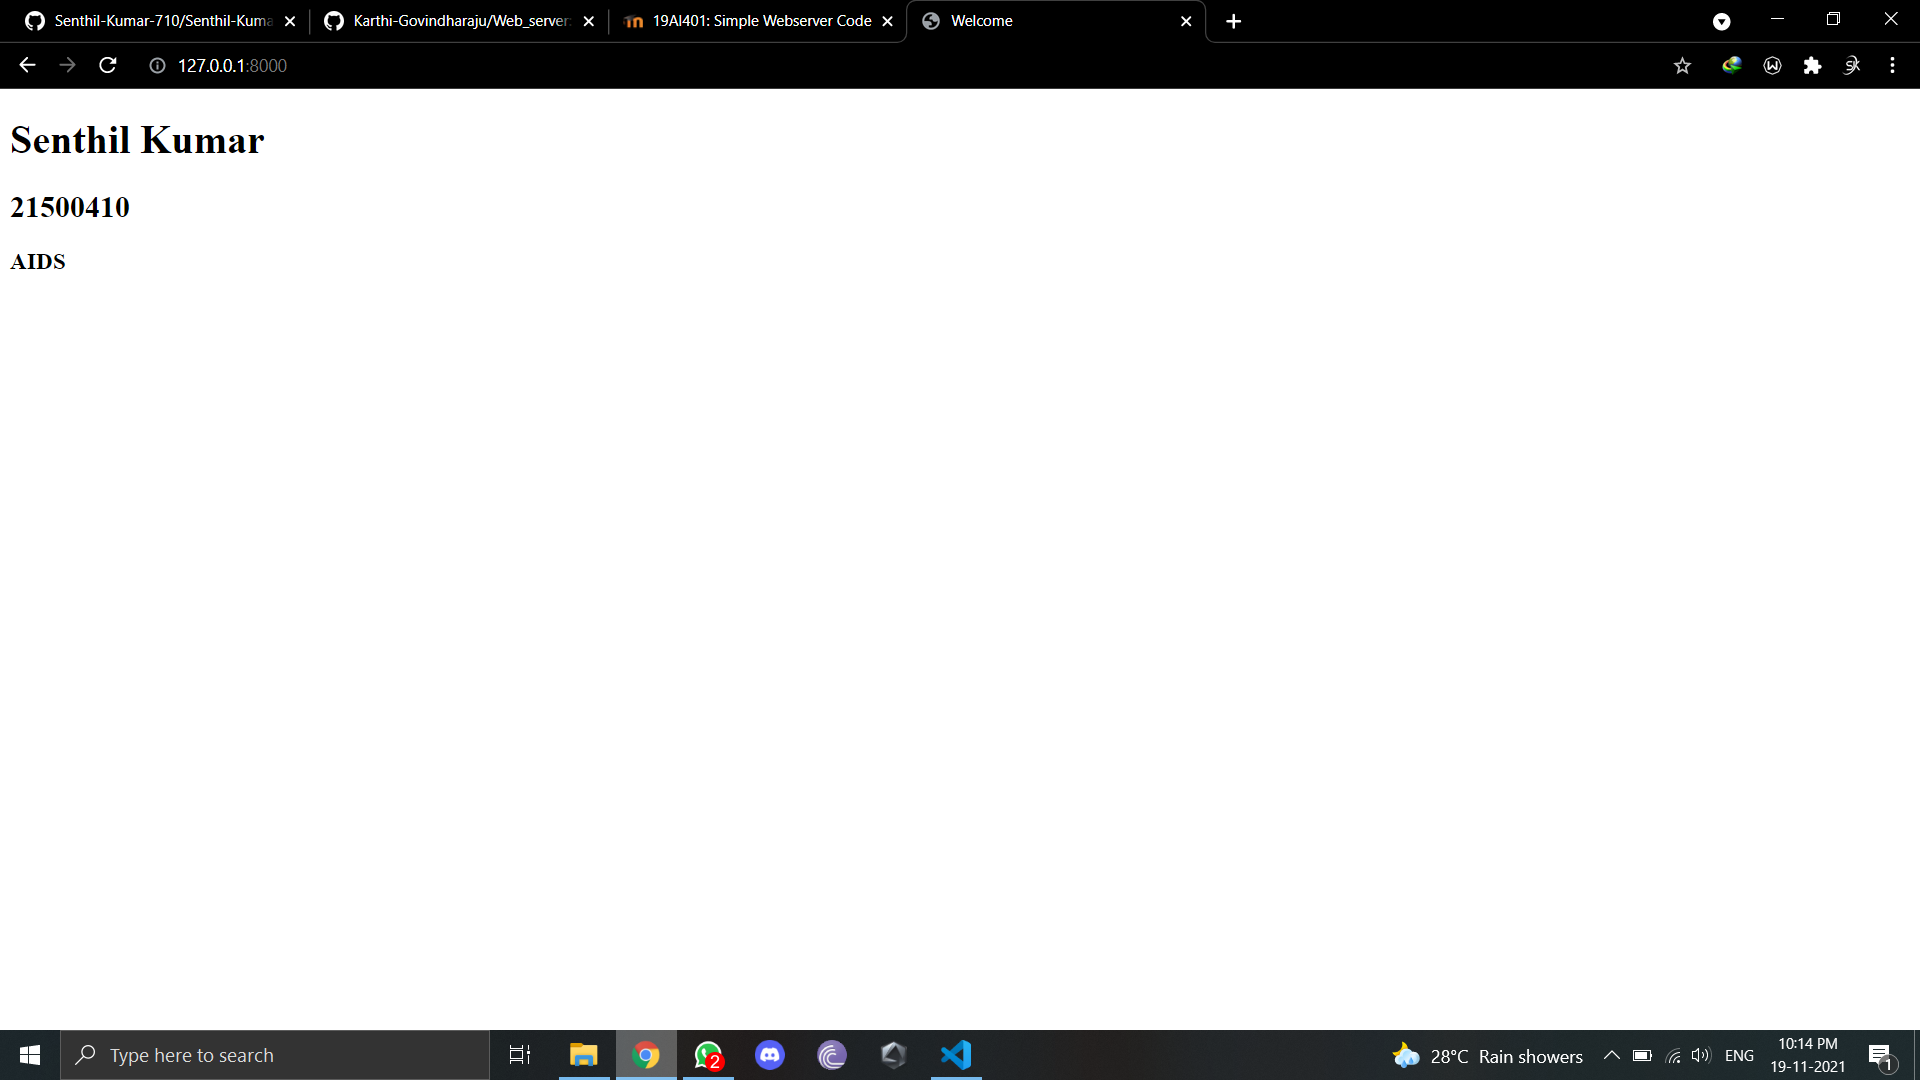 Senthil-Kumar-710/Senthil-Kuma
Karthi-Govindharaju/Web_server
19AI401: Simple Webserver Code
Welcome
127.0.0.1:8000
Senthil Kumar
21500410
AIDS
Type here to search
2
28°C Rain showers
ENG
10:14 PM
19-11-2021
1